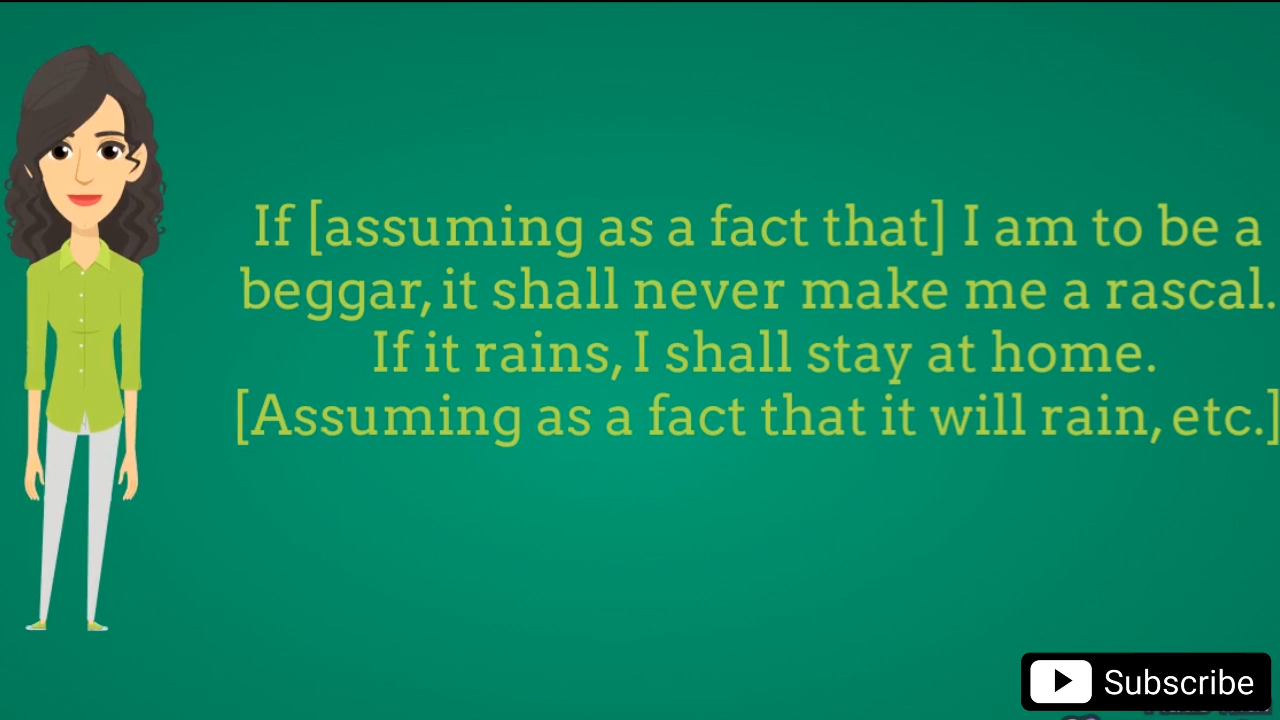 If [assuming as a fact that] I am to be a
beggar, it shall never make me a rascal.
If it rains, I shall stay at home.
[Assuming as a fact that it will rain, etc.]
Subscribe